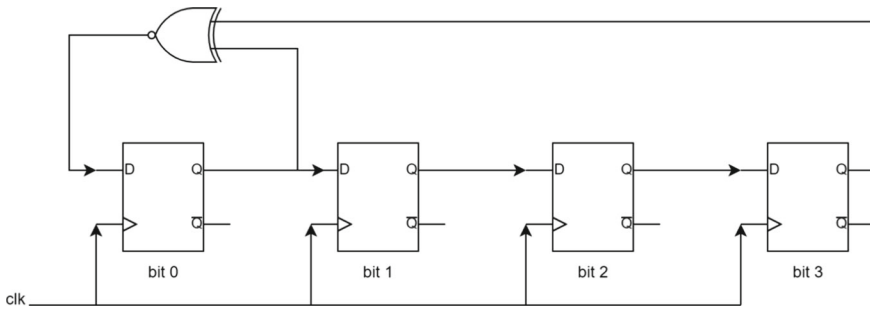 D Q D Q D Q D Q
Q Q Q Q
bit 0 bit 1 bit 2 bit 3
clk